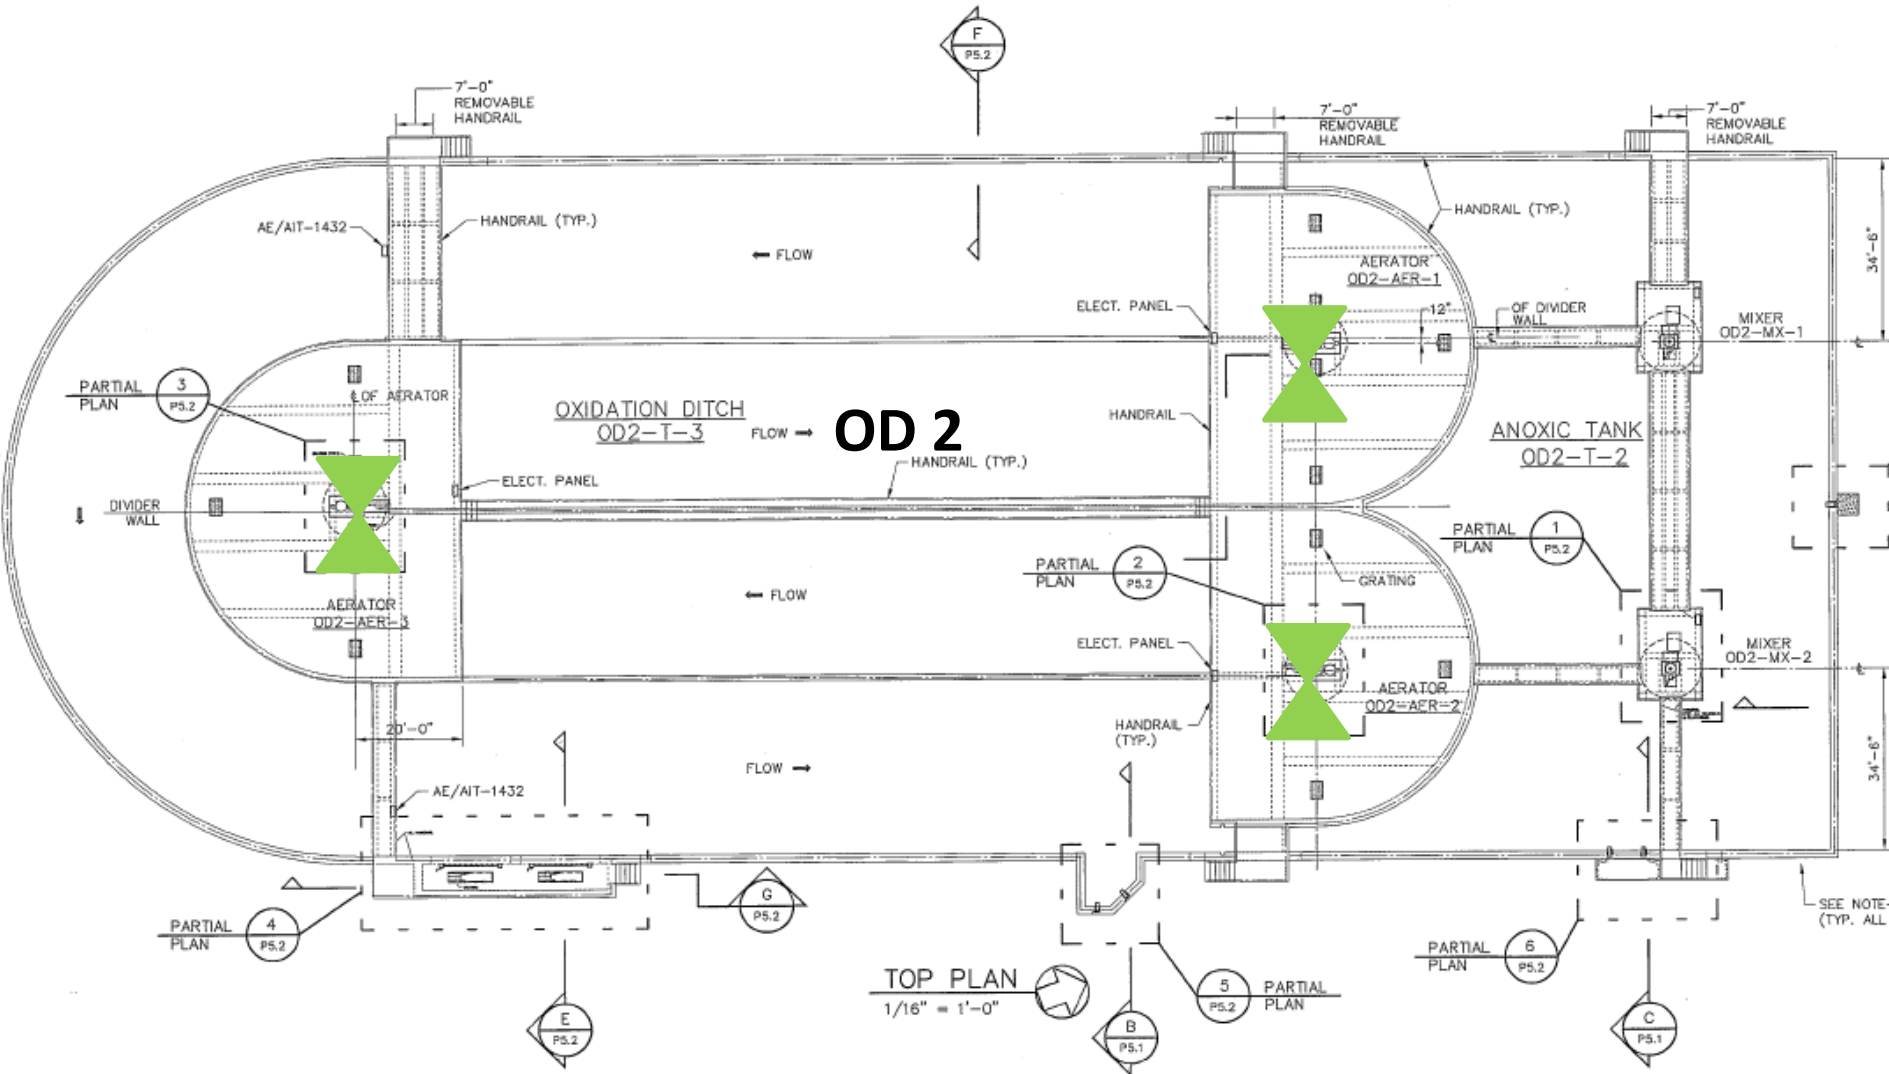 F
P5.2
7'-0"
REMOVABLE
HANDRAIL
7'-0"
REMOVABLE
HANDRAIL
7'-0"
REMOVABLE
HANDRAIL
AE/AIT-1432
HANDRAIL (TYP.)
HANDRAIL (TYP.)
34'-6"
FLOW
AERATOR
OD2-AER-1
ELECT. PANEL
12"
OF DIVIDER
WALL
MIXER
OD2-MX-1
PARTIAL
PLAN
3
P5.2
OF AERATOR
OXIDATION DITCH
OD2-T-3
FLOW
OD 2
HANDRAIL
ANOXIC TANK
OD2-T-2
HANDRAIL (TYP.)
ELECT. PANEL
DIVIDER
WALL
PARTIAL
PLAN
1
P5.2
PARTIAL
PLAN
2
P5.2
GRATING
FLOW
AERATOR
OD2-AER-3
ELECT. PANEL
MIXER
OD2-MX-2
AERATOR
OD2-AER-2
20'-0"
HANDRAIL
(TYP.)
34'-6"
FLOW
AE/AIT-1432
G
P5.2
SEE NOTE
(TYP. ALL
PARTIAL
PLAN
4
P5.2
PARTIAL
PLAN
6
P5.2
TOP PLAN
1/16" = 1'-0"
5
P5.2
PARTIAL
PLAN
E
P5.2
B
P5.1
C
P5.1